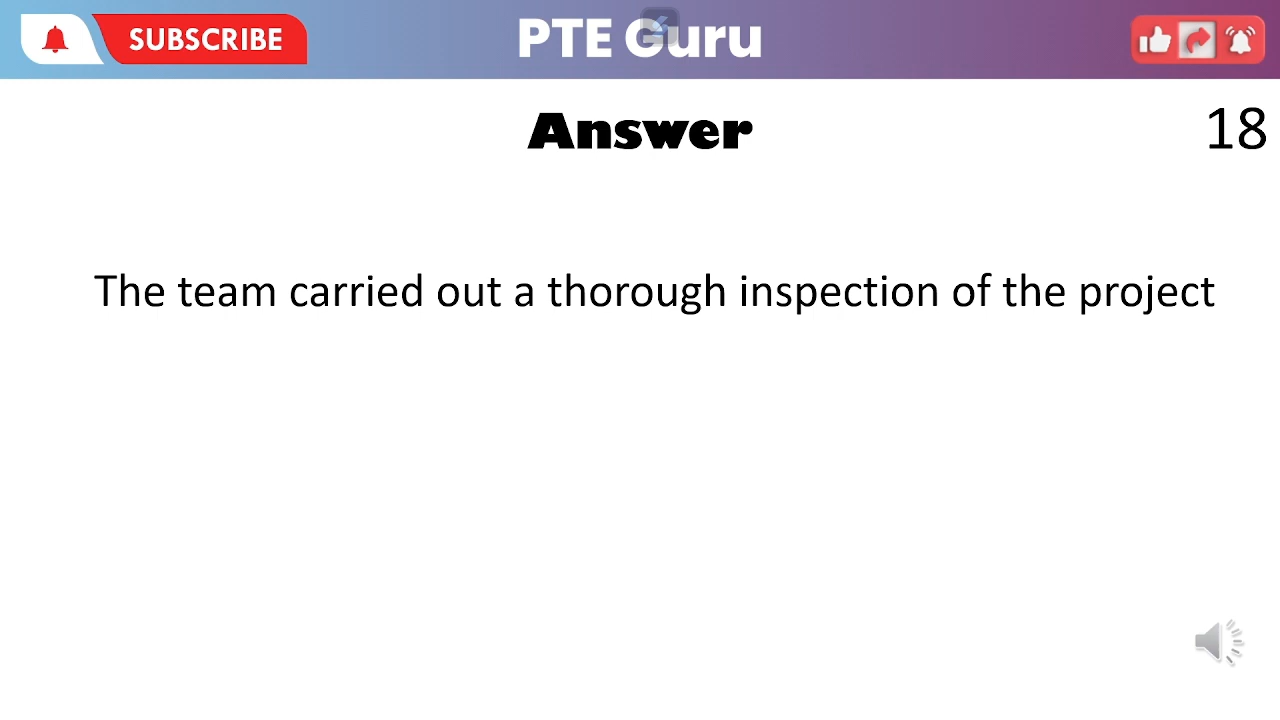 SUBSCRIBE
PTE Guru
Answer
18
The team carried out a thorough inspection of the project